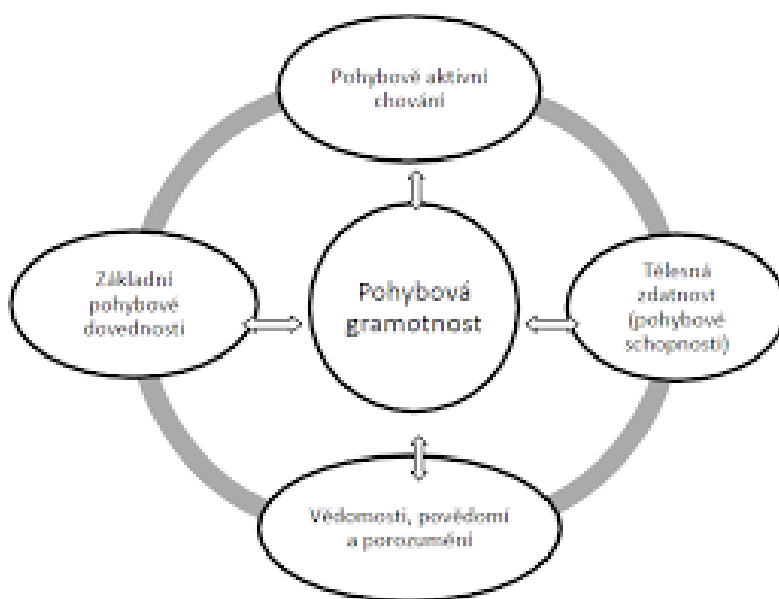 Pohybově aktivní
chování
Základní
pohybové
dovednosti
Pohybová
gramotnost
Tělesná
zdatnost
(pohybové
schopnosti)
Vědomosti, povědomí
a porozumění